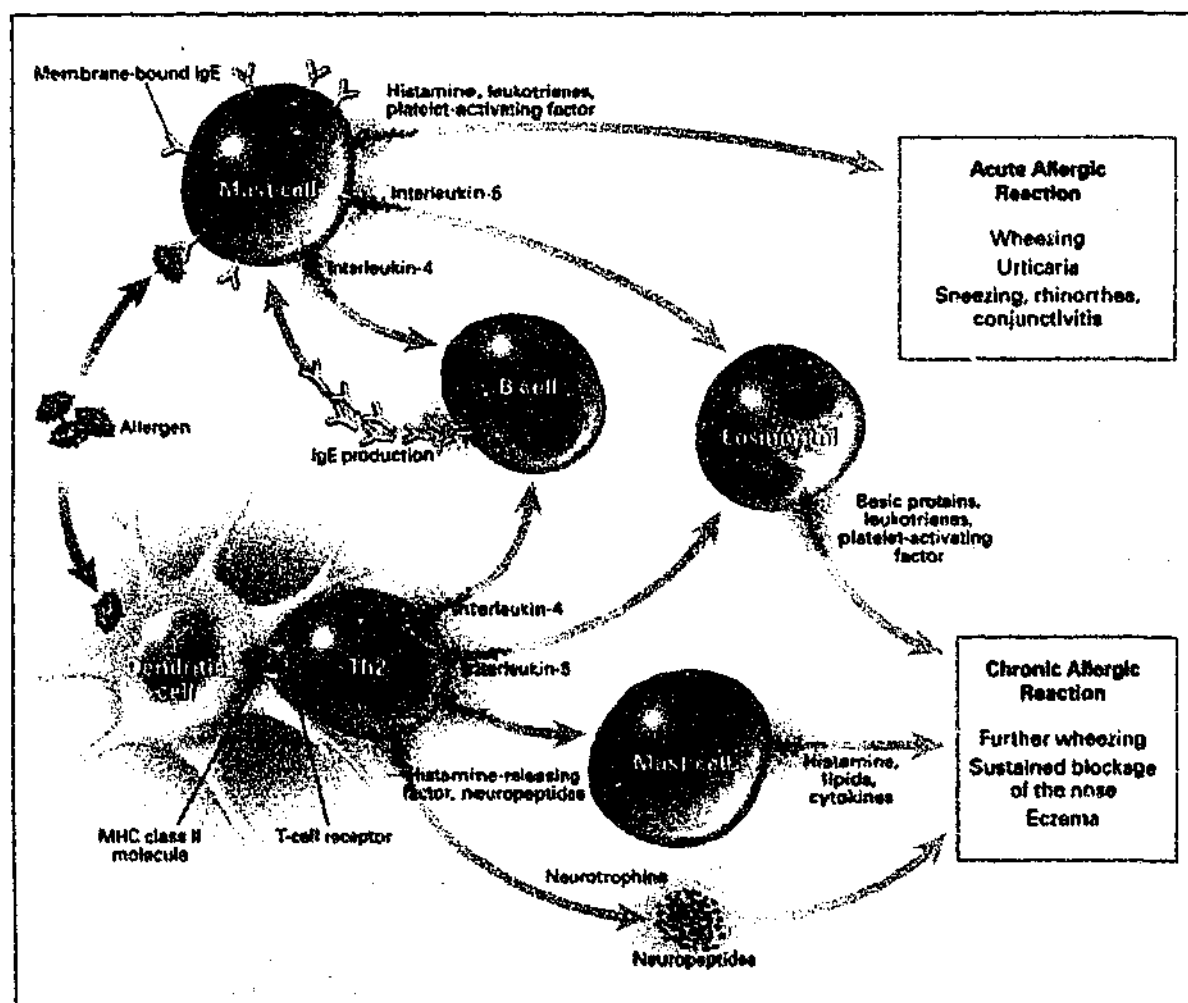 Membrane-bound IgE
Histamine, leukotrienes,
platelet-activating factor
Mast cell
Interleukin-5
Interleukin-4
Acute Allergic
Reaction
Wheezing
Urticaria
Sneezing, rhinorrhea,
conjunctivitis
B cell
Eosinophil
Allergen
IgE production
Basic proteins,
leukotrienes,
platelet-activating
factor
Interleukin-4
Interleukin-5
Dendratic
cell
Th2
Chronic Allergic
Reaction
Further wheezing
Sustained blockage
of the nose
Eczema
Mast cell
Histamine,
lipids,
cytokines
Histamine-releasing
factor, neuropeptides
MHC class II
molecule
T-cell receptor
Neurotrophins
Neuropeptides